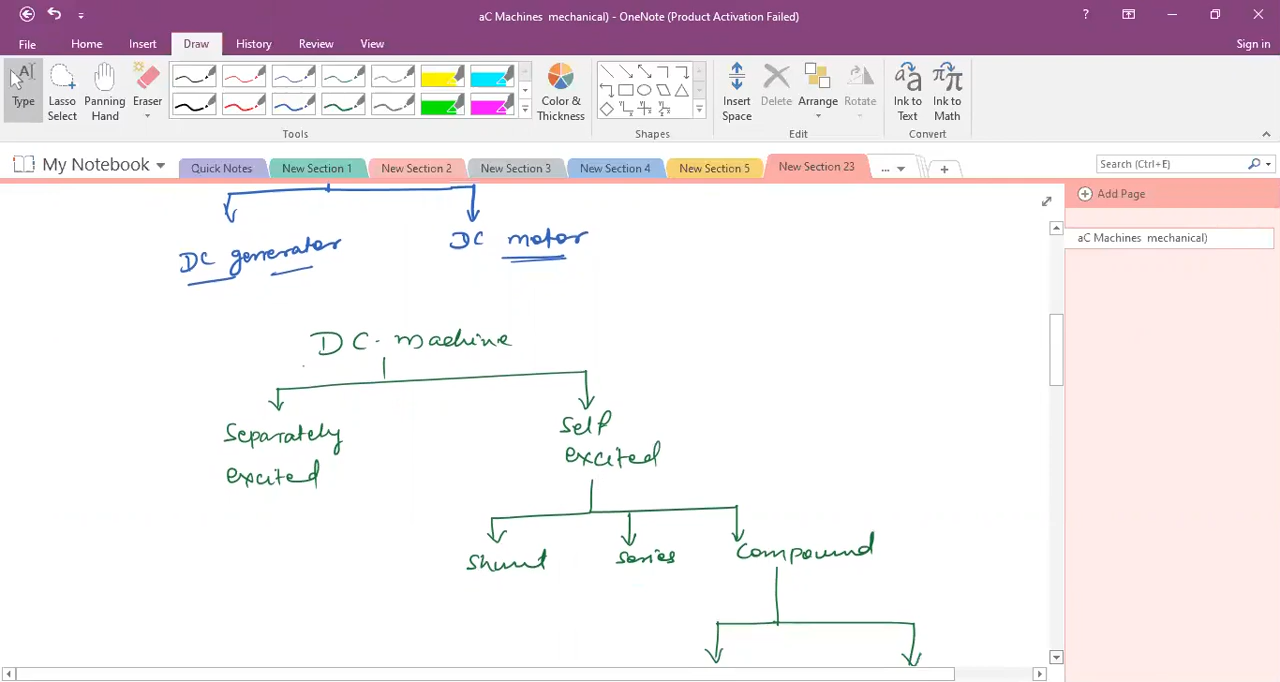 aC Machines mechanical) - OneNote (Product Activation Failed)
?
File Home Insert Draw History Review View
Sign in
Type
Lasso Select
Panning Hand
Eraser
Color & Thickness
Insert Space
Delete
Arrange
Rotate
Ink to Text
Ink to Math
Tools
Shapes
Edit
Convert
My Notebook
Quick Notes
New Section 1
New Section 2
New Section 3
New Section 4
New Section 5
New Section 23
...
Search (Ctrl+E)
Add Page
aC Machines mechanical)
DC generator
DC motor
DC machine
Separately
excited
Self
excited
Shunt
Series
Compound